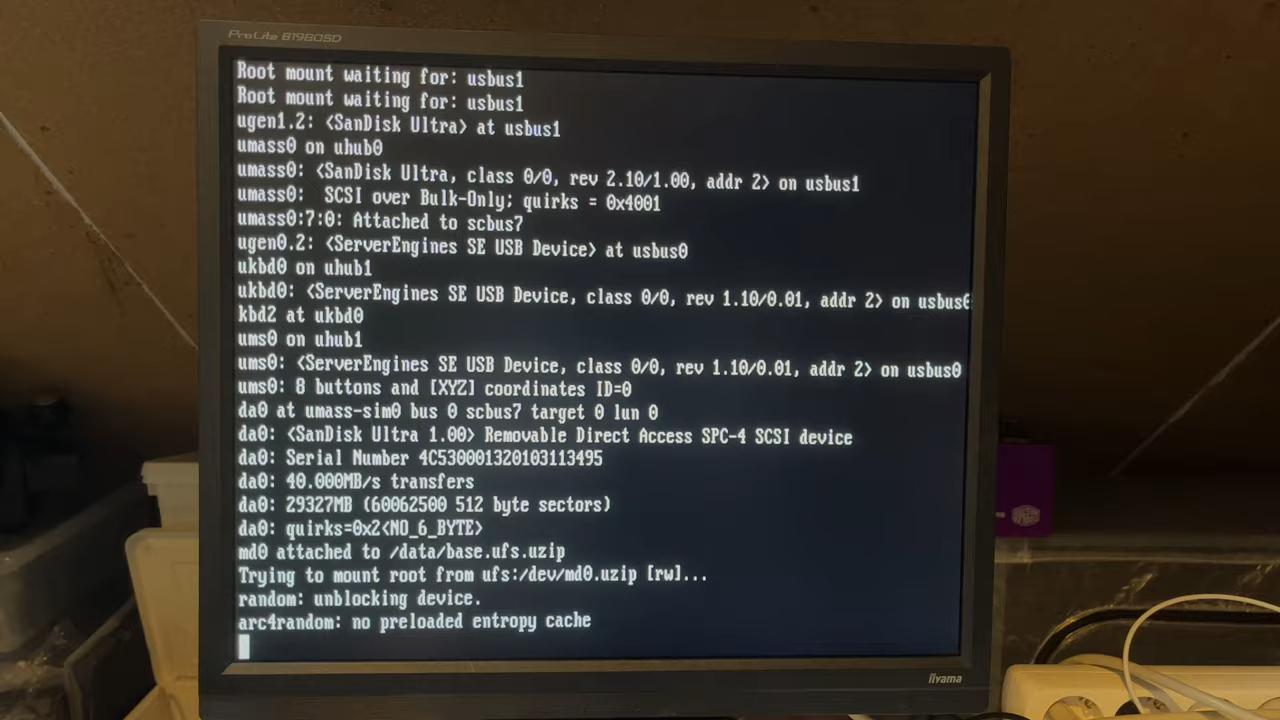 ProLite B1980SD
Root mount waiting for: usbus1
Root mount waiting for: usbus1
ugen1.2: <SanDisk Ultra> at usbus1
umass0 on uhub0
umass0: <SanDisk Ultra, class 0/0, rev 2.10/1.00, addr 2> on usbus1
umass0:  SCSI over Bulk-Only; quirks = 0x4001
umass0:7:0: Attached to scbus7
ugen0.2: <ServerEngines SE USB Device> at usbus0
ukbd0 on uhub1
ukbd0: <ServerEngines SE USB Device, class 0/0, rev 1.10/0.01, addr 2> on usbus0
kbd2 at ukbd0
ums0 on uhub1
ums0: <ServerEngines SE USB Device, class 0/0, rev 1.10/0.01, addr 2> on usbus0
ums0: 8 buttons and [XYZ] coordinates ID=0
da0 at umass-sim0 bus 0 scbus7 target 0 lun 0
da0: <SanDisk Ultra 1.00> Removable Direct Access SPC-4 SCSI device
da0: Serial Number 4C530001320103113495
da0: 40.000MB/s transfers
da0: 29327MB (60062500 512 byte sectors)
da0: quirks=0x2<NO_6_BYTE>
md0 attached to /data/base.ufs.uzip
Trying to mount root from ufs:/dev/md0.uzip [rw]...
random: unblocking device.
arc4random: no preloaded entropy cache
iiyama